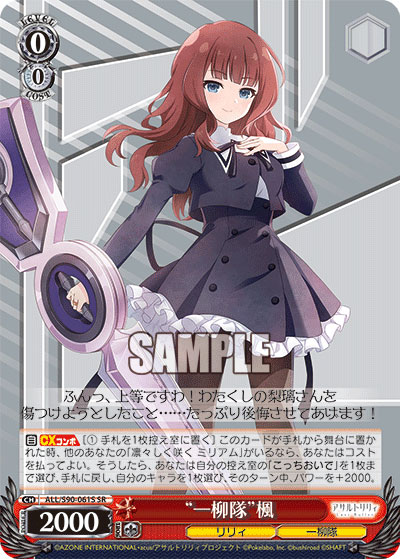 LEVEL
0
0
COST
SAMPLE
ふんっ、上等ですわ!わたくしの梨璃さんを
傷つけようとしたこと……たっぷり後悔させてあげます!
自 CXコンボ [① 手札を1枚控え室に置く] このカードが手札から舞台に置か
れた時、他のあなたの「凛々しく咲く ミリアム」がいるなら、あなたはコスト
を払ってよい。そうしたら、あなたは自分の控え室の「こっちおいで」を1枚ま
で選び、手札に戻し、自分のキャラを1枚選び、そのターン中、パワーを+2000。
CH ALL/S90-061S SR
2000
“一柳隊”楓
リリィ 一柳隊
アサルトリリィ
©AZONE INTERNATIONAL・acus/アサルトリリィプロジェクト ©Pokelabo, Inc. ©bushiroad ©SHAFT